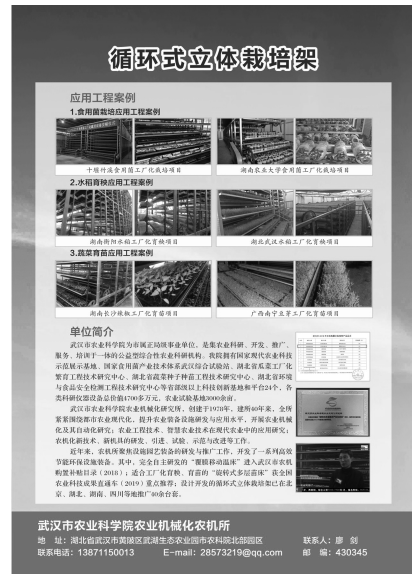 循环式立体栽培架
应用工程案例
1.食用菌栽培应用工程案例
十堰竹溪食用菌工厂化栽培项目
湖南农业大学食用菌工厂化栽培项目
2.水稻育秧应用工程案例
湖南衡阳水稻工厂化育秧项目
湖北武汉水稻工厂化育秧项目
3.蔬菜育苗应用工程案例
湖南长沙辣椒工厂化育苗项目
广西南宁豆芽工厂化育苗项目
单位简介
武汉市农业科学院为市属正局级事业单位，是集农业科研、开发、推广、
服务、培训于一体的公益型综合性农业科研机构。我院拥有国家现代农业科技
示范展示基地、国家食用菌产业技术体系武汉综合试验站、湖北省瓜菜工厂化
繁育工程技术研究中心、湖北省蔬菜种子种苗工程技术研究中心、湖北省环境
与食品安全检测工程技术研究中心等省部级以上科技创新基地和平台24个，各
类科研仪器设备总价值4700多万元，农业试验基地3000余亩。
武汉市农业科学院农业机械化研究所，创建于1978年，建所40年来，全所
紧紧围绕都市农业现代化，提升农业装备设施研发与应用水平，开展农业机械
化及其自动化研究；农业工程技术、智慧农业技术在现代农业中的应用研究；
农机化新技术、新机具的研发、引进、试验、示范与改进等工作。
近年来，农机所聚焦设施园艺装备的研发与推广工作，开发了一系列高效
节能环保设施装备。其中，完全自主研发的“覆膜移动温床”进入武汉市农机
购置补贴目录（2018）；适合工厂化育秧、育苗的“旋转式多层苗床”获全国
农业科技成果直通车（2019）重点推荐；设计开发的循环式立体栽培架已在北
京、湖北、湖南、四川等地推广40余台套。
武汉市农业科学院农业机械化农机所
地 址：湖北省武汉市黄陂区武湖生态农业园市农科院北部园区
联系人：廖 剑
联系电话：13871150013
E-mail：28573219@qq.com
邮 编：430345